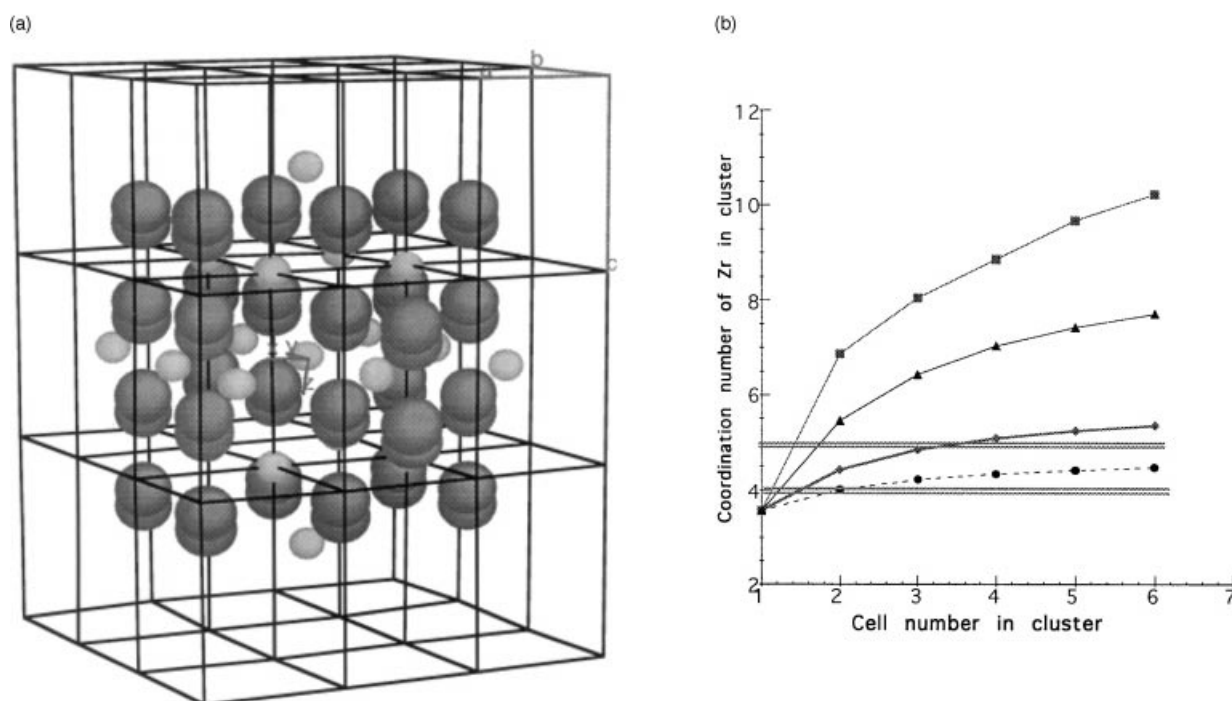 (a)
b
a
c
(b)
Coordination number of Zr in cluster
12
10
8
6
4
2
1 2 3 4 5 6 7
Cell number in cluster